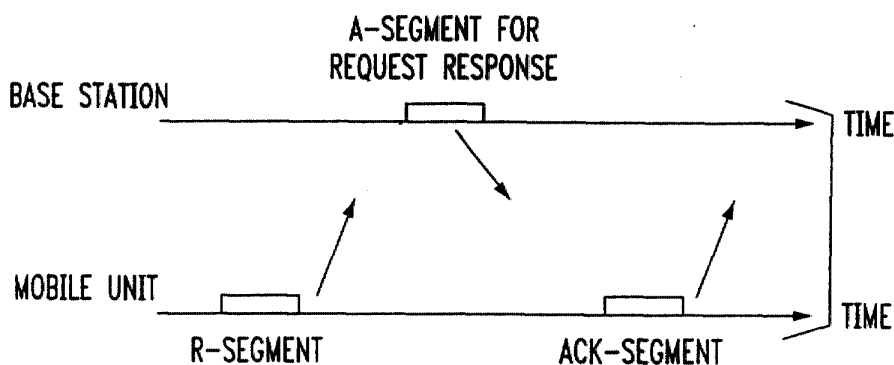 A-SEGMENT FOR
REQUEST RESPONSE
BASE STATION
TIME
MOBILE UNIT
TIME
R-SEGMENT
ACK-SEGMENT